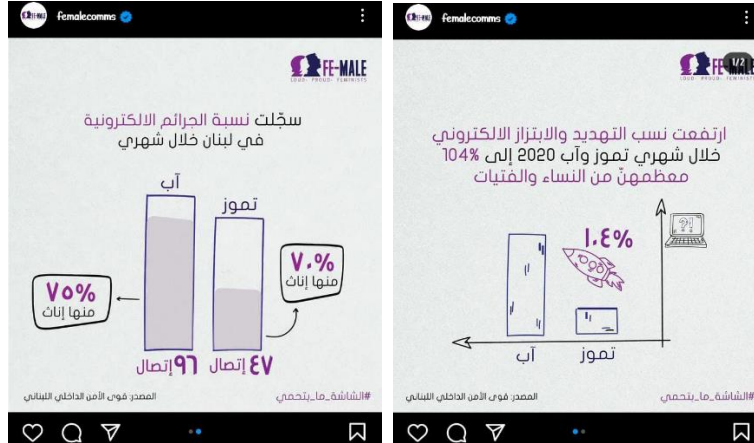 femalecomms
FE-MALE
LOUD· PROUD· FEMINISTS
سجّلت نسبة الجرائم الالكترونية
في لبنان خلال شهري
آب
تموز
٧٠%
منها إناث
٧٥%
منها إناث
٩٦ إتصال
٤٧ إتصال
المصدر: قوى الأمن الداخلي اللبناني
#الشاشة_ما_بتحمي
femalecomms
1/2
ارتفعت نسب التهديد والابتزاز الالكتروني
خلال شهري تموز وآب 2020 إلى 104%
معظمهنّ من النساء والفتيات
١٠٤%
آب
تموز
المصدر: قوى الأمن الداخلي اللبناني
#الشاشة_ما_بتحمي